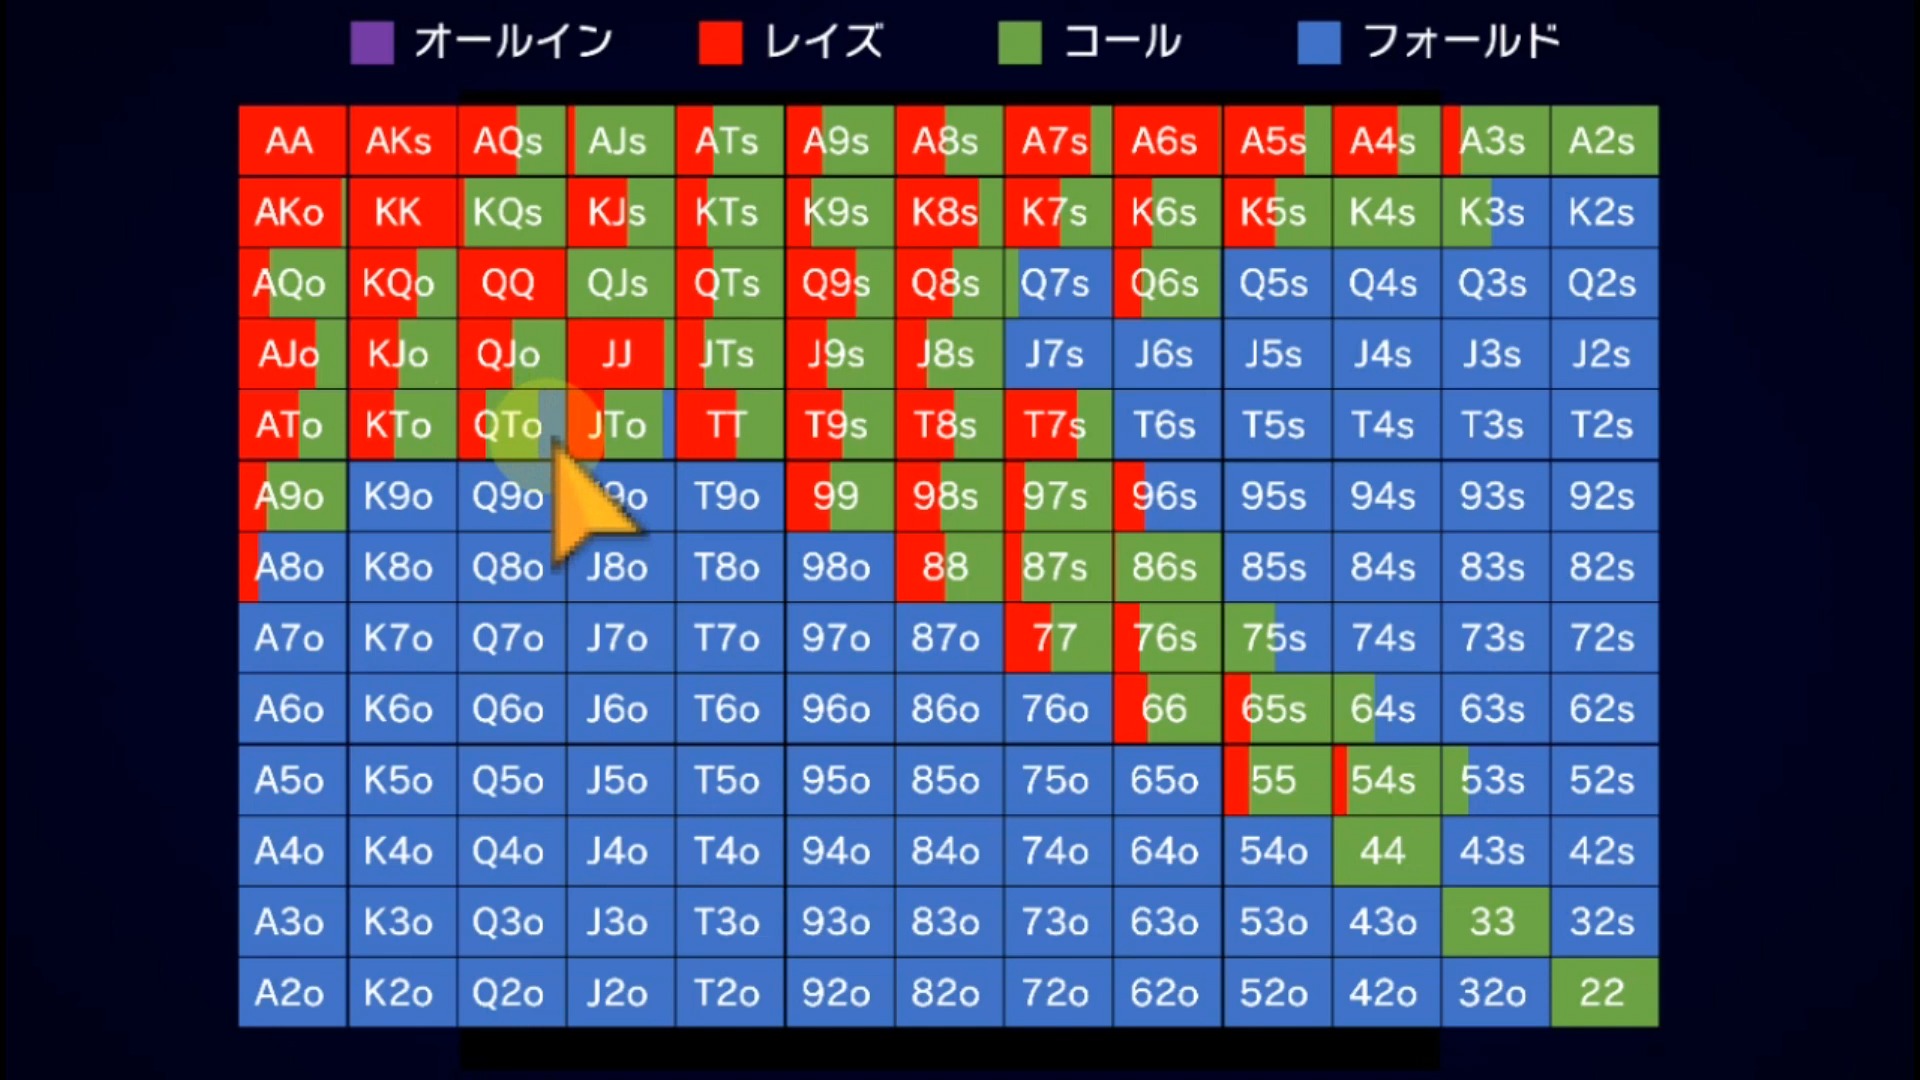 オールイン レイズ コール フォールド
AA AKs AQs AJs ATs A9s A8s A7s A6s A5s A4s A3s A2s
AKo KK KQs KJs KTs K9s K8s K7s K6s K5s K4s K3s K2s
AQo KQo QQ QJs QTs Q9s Q8s Q7s Q6s Q5s Q4s Q3s Q2s
AJo KJo QJo JJ JTs J9s J8s J7s J6s J5s J4s J3s J2s
ATo KTo QTo JTo TT T9s T8s T7s T6s T5s T4s T3s T2s
A9o K9o Q9o 9o T9o 99 98s 97s 96s 95s 94s 93s 92s
A8o K8o Q8o J8o T8o 98o 88 87s 86s 85s 84s 83s 82s
A7o K7o Q7o J7o T7o 97o 87o 77 76s 75s 74s 73s 72s
A6o K6o Q6o J6o T6o 96o 86o 76o 66 65s 64s 63s 62s
A5o K5o Q5o J5o T5o 95o 85o 75o 65o 55 54s 53s 52s
A4o K4o Q4o J4o T4o 94o 84o 74o 64o 54o 44 43s 42s
A3o K3o Q3o J3o T3o 93o 83o 73o 63o 53o 43o 33 32s
A2o K2o Q2o J2o T2o 92o 82o 72o 62o 52o 42o 32o 22